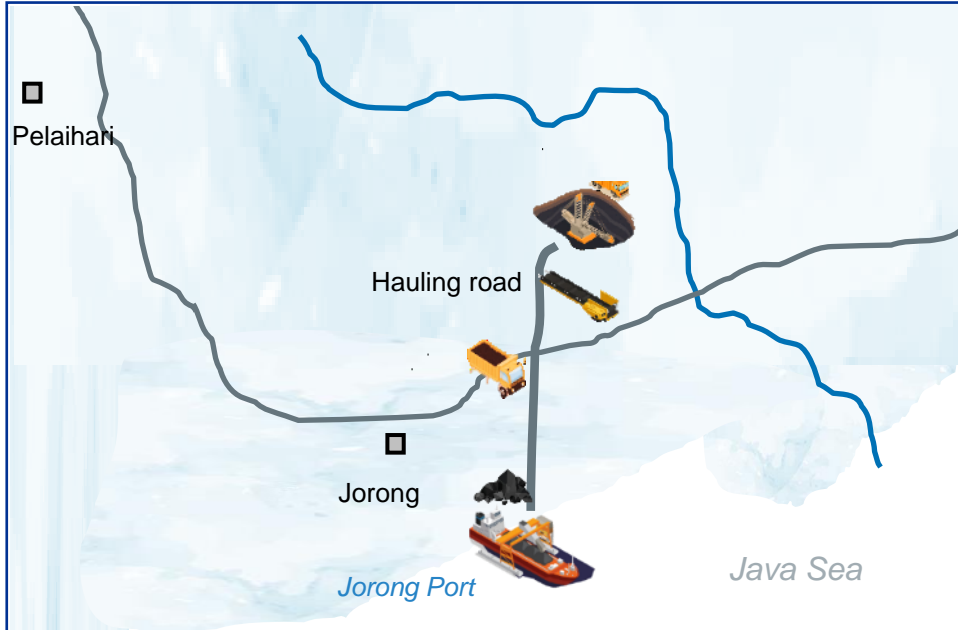 Pelaihari
Hauling road
Jorong
Jorong Port
Java Sea